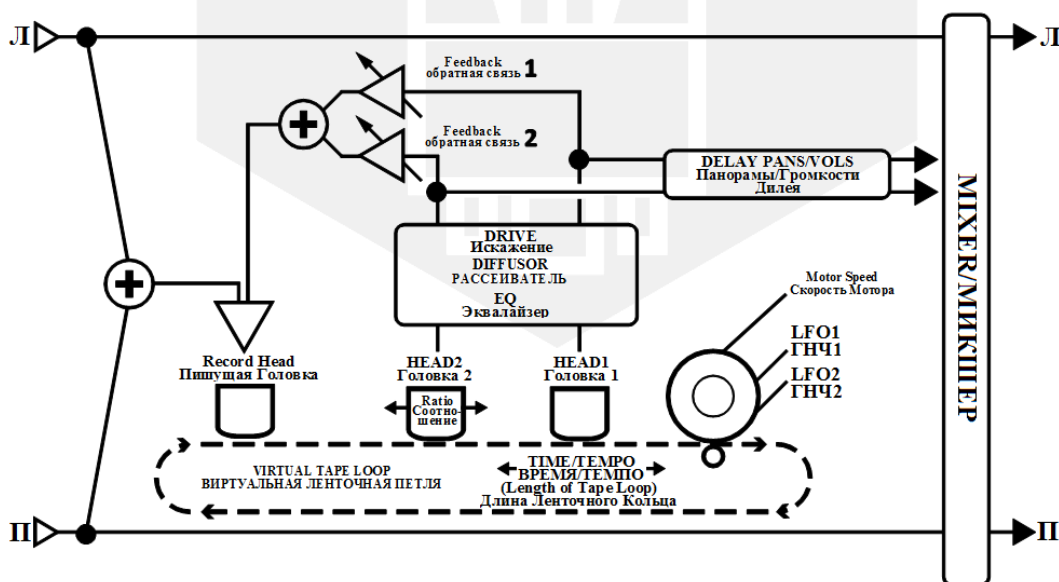 Л
Л
Feedback
обратная связь 1
Feedback
обратная связь 2
DELAY PANS/VOLS
Панорамы/Громкости
Дилея
MIXER/МИКШЕР
DRIVE
Искажение
DIFFUSOR
РАССЕИВАТЕЛЬ
EQ
Эквалайзер
Motor Speed
Скорость Мотора
LFO1
ГНЧ1
LFO2
ГНЧ2
Record Head
Пишущая Головка
HEAD2
Головка 2
HEAD1
Головка 1
Ratio
Соотно-
шение
VIRTUAL TAPE LOOP
ВИРТУАЛЬНАЯ ЛЕНТОЧНАЯ ПЕТЛЯ
TIME/TEMPO
ВРЕМЯ/ТЕМПО
(Length of Tape Loop)
Длина Ленточного Кольца
П
П